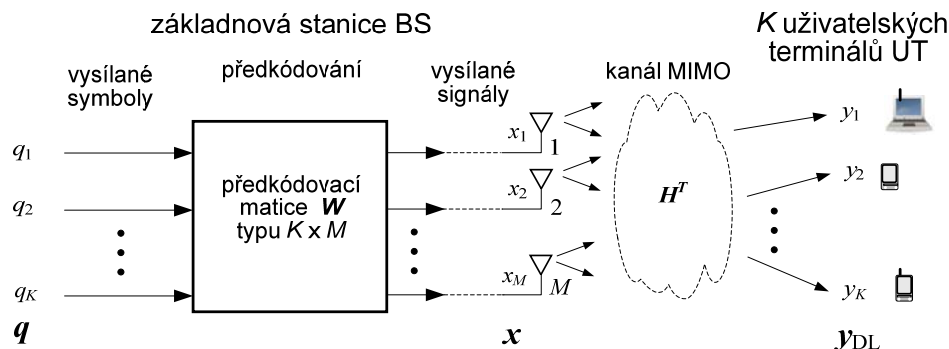 základnová stanice BS
K uživatelských
terminálů UT
vysílané
symboly
předkódování
vysílané
signály
kanál MIMO
q1
q2
qK
q
předkódovací
matice W
typu K x M
x1
1
x2
2
xM
M
x
H^T
y1
y2
yK
yDL